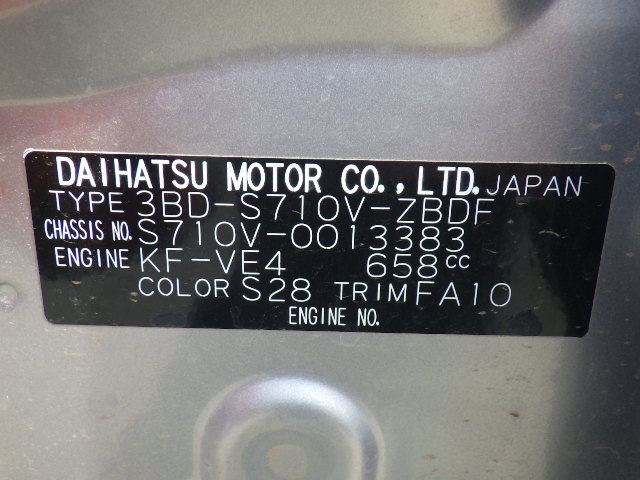 DAIHATSU MOTOR CO., LTD. JAPAN
TYPE 3BD-S710V-ZBDF
CHASSIS NO. S710V-0013383
ENGINE KF-VE4 658cc
COLOR S28 TRIM FA10
ENGINE NO.